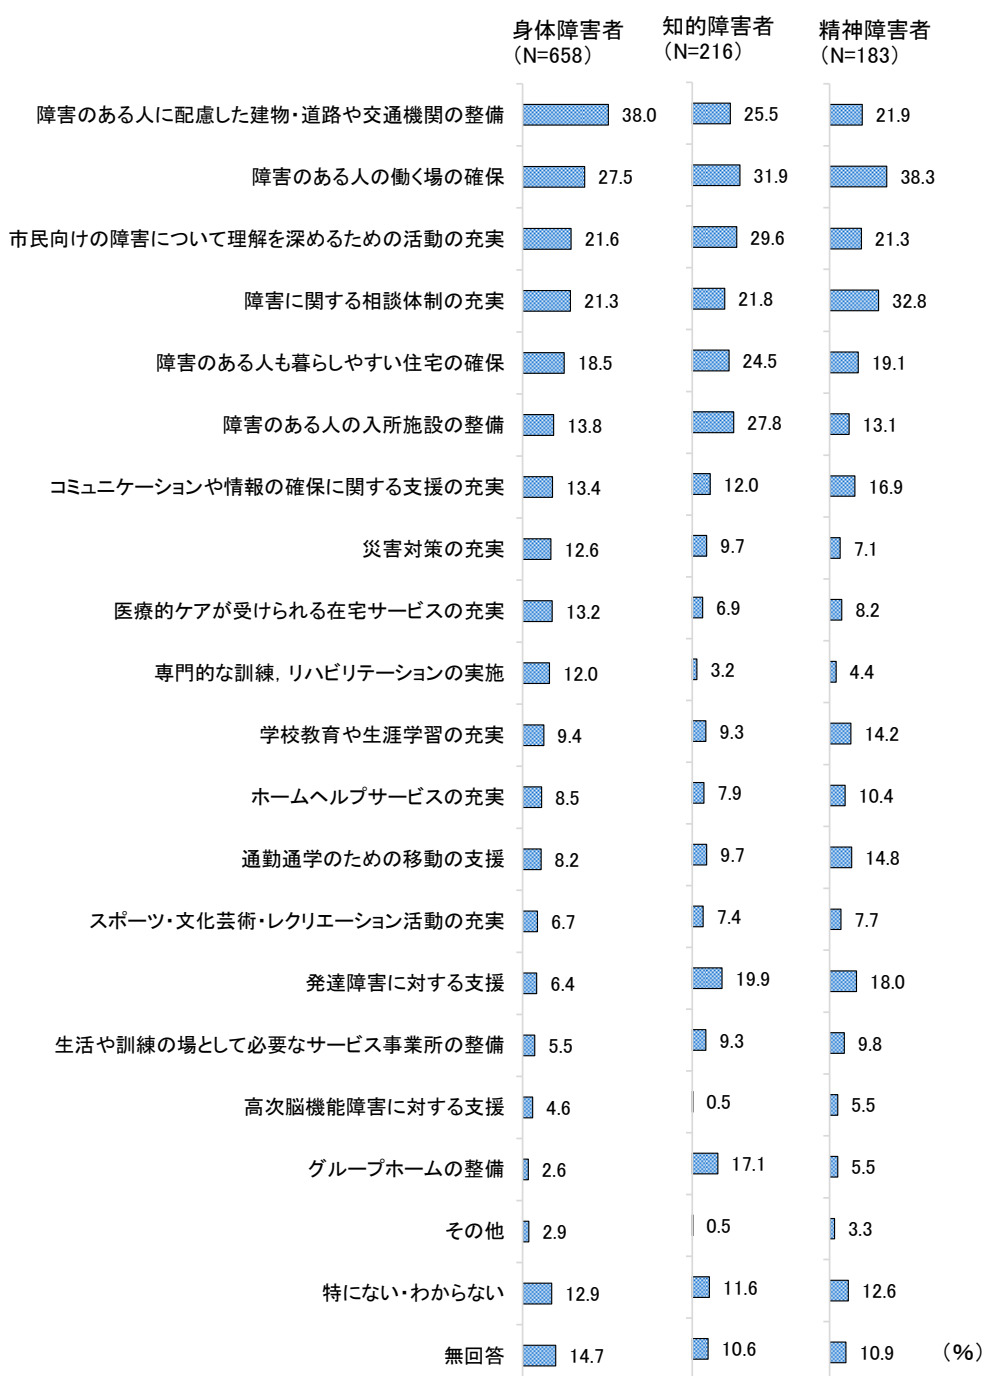 身体障害者 知的障害者 精神障害者
（N=658） （N=216） （N=183）
障害のある人に配慮した建物・道路や交通機関の整備 38.0 25.5 21.9
障害のある人の働く場の確保 27.5 31.9 38.3
市民向けの障害について理解を深めるための活動の充実 21.6 29.6 21.3
障害に関する相談体制の充実 21.3 21.8 32.8
障害のある人も暮らしやすい住宅の確保 18.5 24.5 19.1
障害のある人の入所施設の整備 13.8 27.8 13.1
コミュニケーションや情報の確保に関する支援の充実 13.4 12.0 16.9
災害対策の充実 12.6 9.7 7.1
医療的ケアが受けられる在宅サービスの充実 13.2 6.9 8.2
専門的な訓練，リハビリテーションの実施 12.0 3.2 4.4
学校教育や生涯学習の充実 9.4 9.3 14.2
ホームヘルプサービスの充実 8.5 7.9 10.4
通勤通学のための移動の支援 8.2 9.7 14.8
スポーツ・文化芸術・レクリエーション活動の充実 6.7 7.4 7.7
発達障害に対する支援 6.4 19.9 18.0
生活や訓練の場として必要なサービス事業所の整備 5.5 9.3 9.8
高次脳機能障害に対する支援 4.6 0.5 5.5
グループホームの整備 2.6 17.1 5.5
その他 2.9 0.5 3.3
特にない・わからない 12.9 11.6 12.6
無回答 14.7 10.6 10.9 （％）